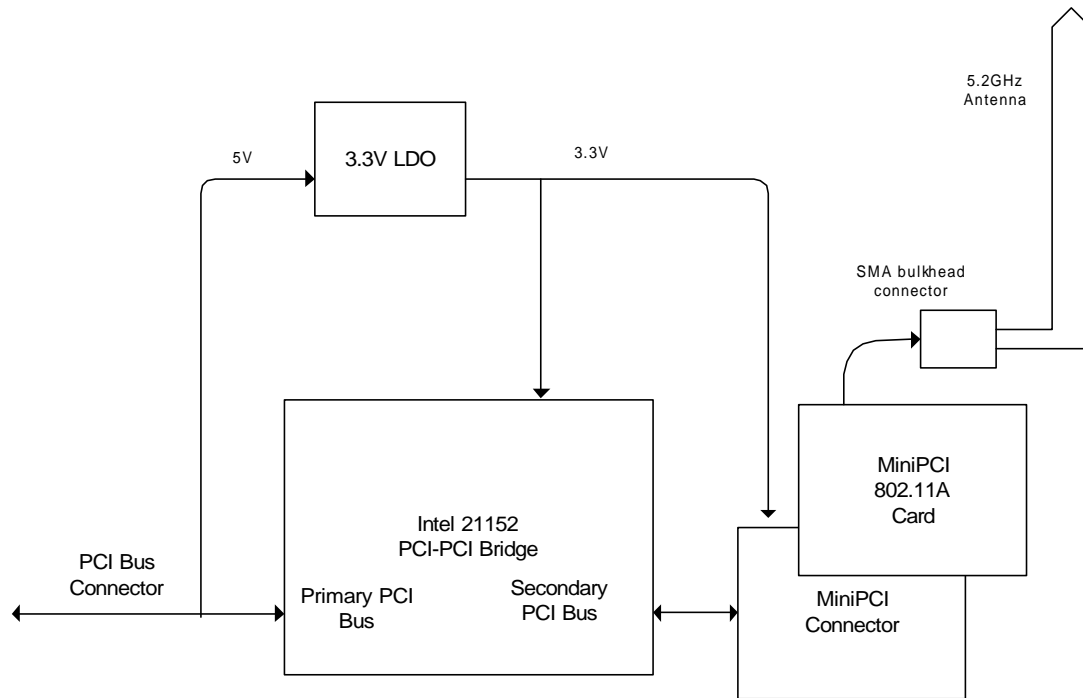 5.2GHz
Antenna
5V
3.3V LDO
3.3V
SMA bulkhead
connector
MiniPCI
802.11A
Card
Intel 21152
PCI-PCI Bridge
PCI Bus
Connector
Primary PCI
Bus
Secondary
PCI Bus
MiniPCI
Connector